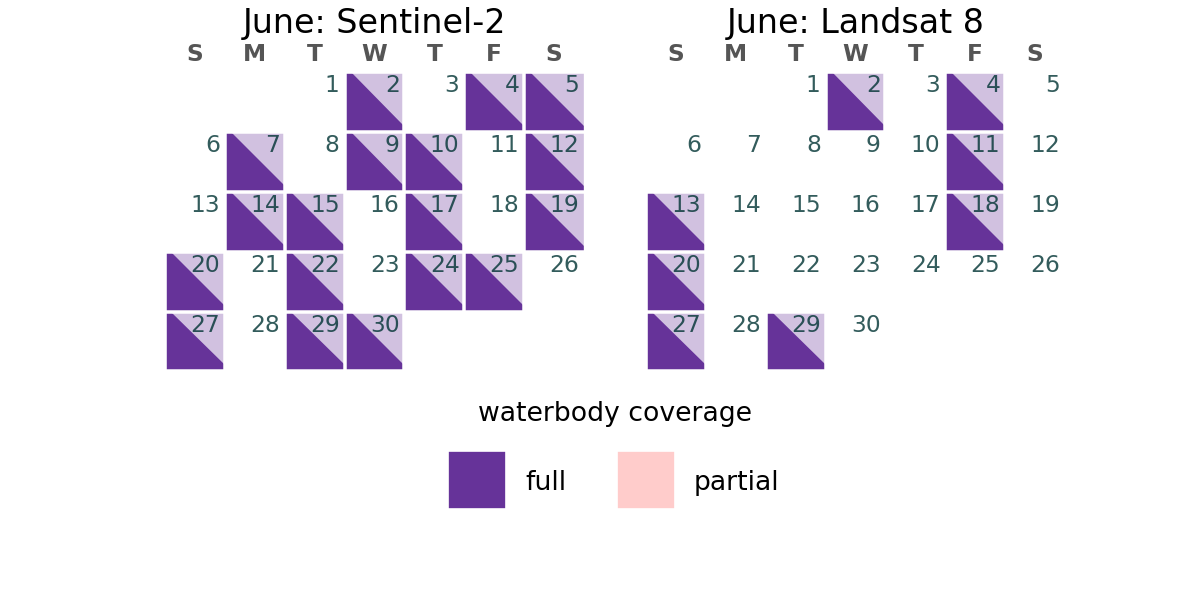 June: Sentinel-2
S M T W T F S
1 2 3 4 5
6 7 8 9 10 11 12
13 14 15 16 17 18 19
20 21 22 23 24 25 26
27 28 29 30
June: Landsat 8
S M T W T F S
1 2 3 4 5
6 7 8 9 10 11 12
13 14 15 16 17 18 19
20 21 22 23 24 25 26
27 28 29 30
waterbody coverage
full partial